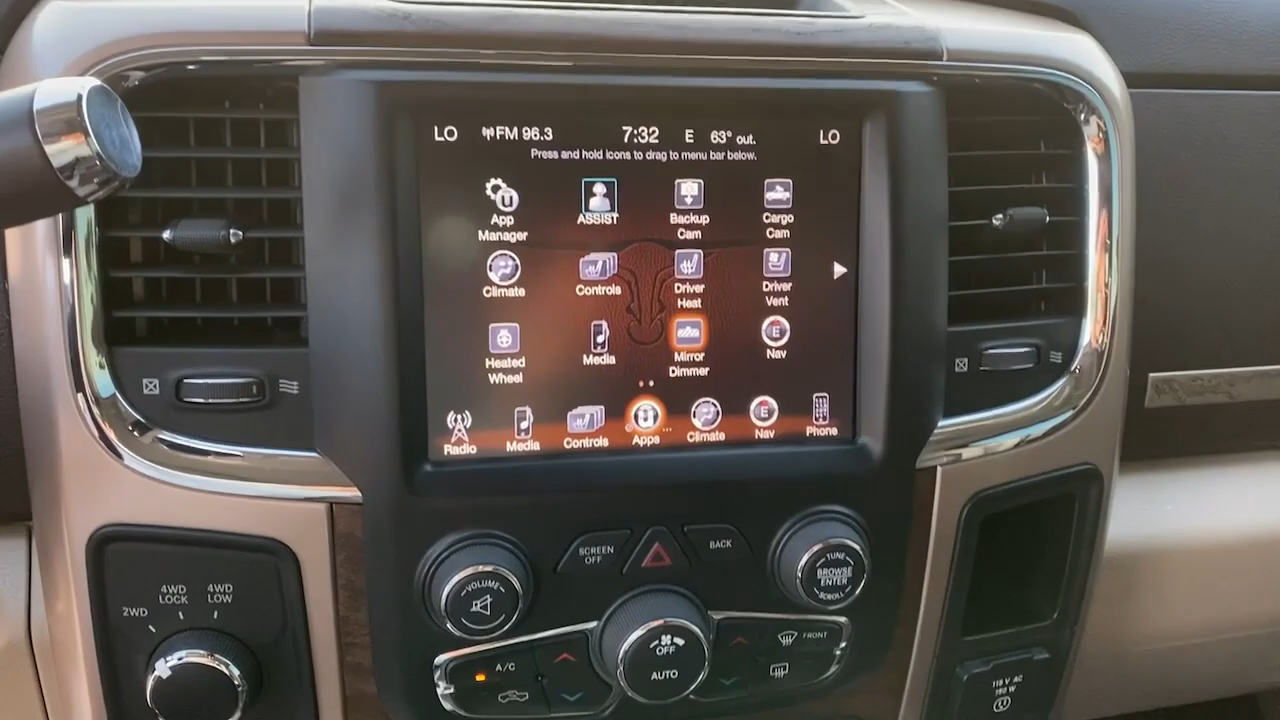 LO FM 96.3 7:32 E 63° out. LO
Press and hold icons to drag to menu bar below.
App
Manager
ASSIST
Backup
Cam
Cargo
Cam
Climate
Controls
Driver
Heat
Driver
Vent
Heated
Wheel
Media
Mirror
Dimmer
E
Nav
Radio
Media
Controls
Apps
Climate
E
Nav
Phone
SCREEN
OFF
BACK
VOLUME
TUNE
BROWSE
ENTER
SCROLL
2WD
4WD
LOCK
4WD
LOW
A/C
OFF
AUTO
FRONT
115 V AC
150 W